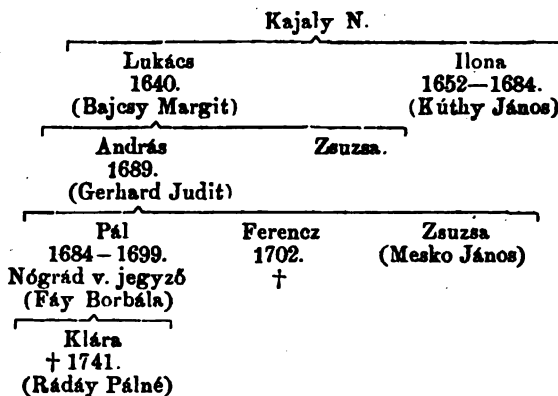 Kajaly N.
Lukács Ilona
1640. 1652—1684.
(Bajcsy Margit) (Kúthy János)
András Zsuzsa.
1689.
(Gerhard Judit)
Pál Ferencz Zsuzsa
1684–1699. 1702. (Mesko János)
Nógrád v. jegyző †
(Fáy Borbála)
Klára
† 1741.
(Ráday Pálné)